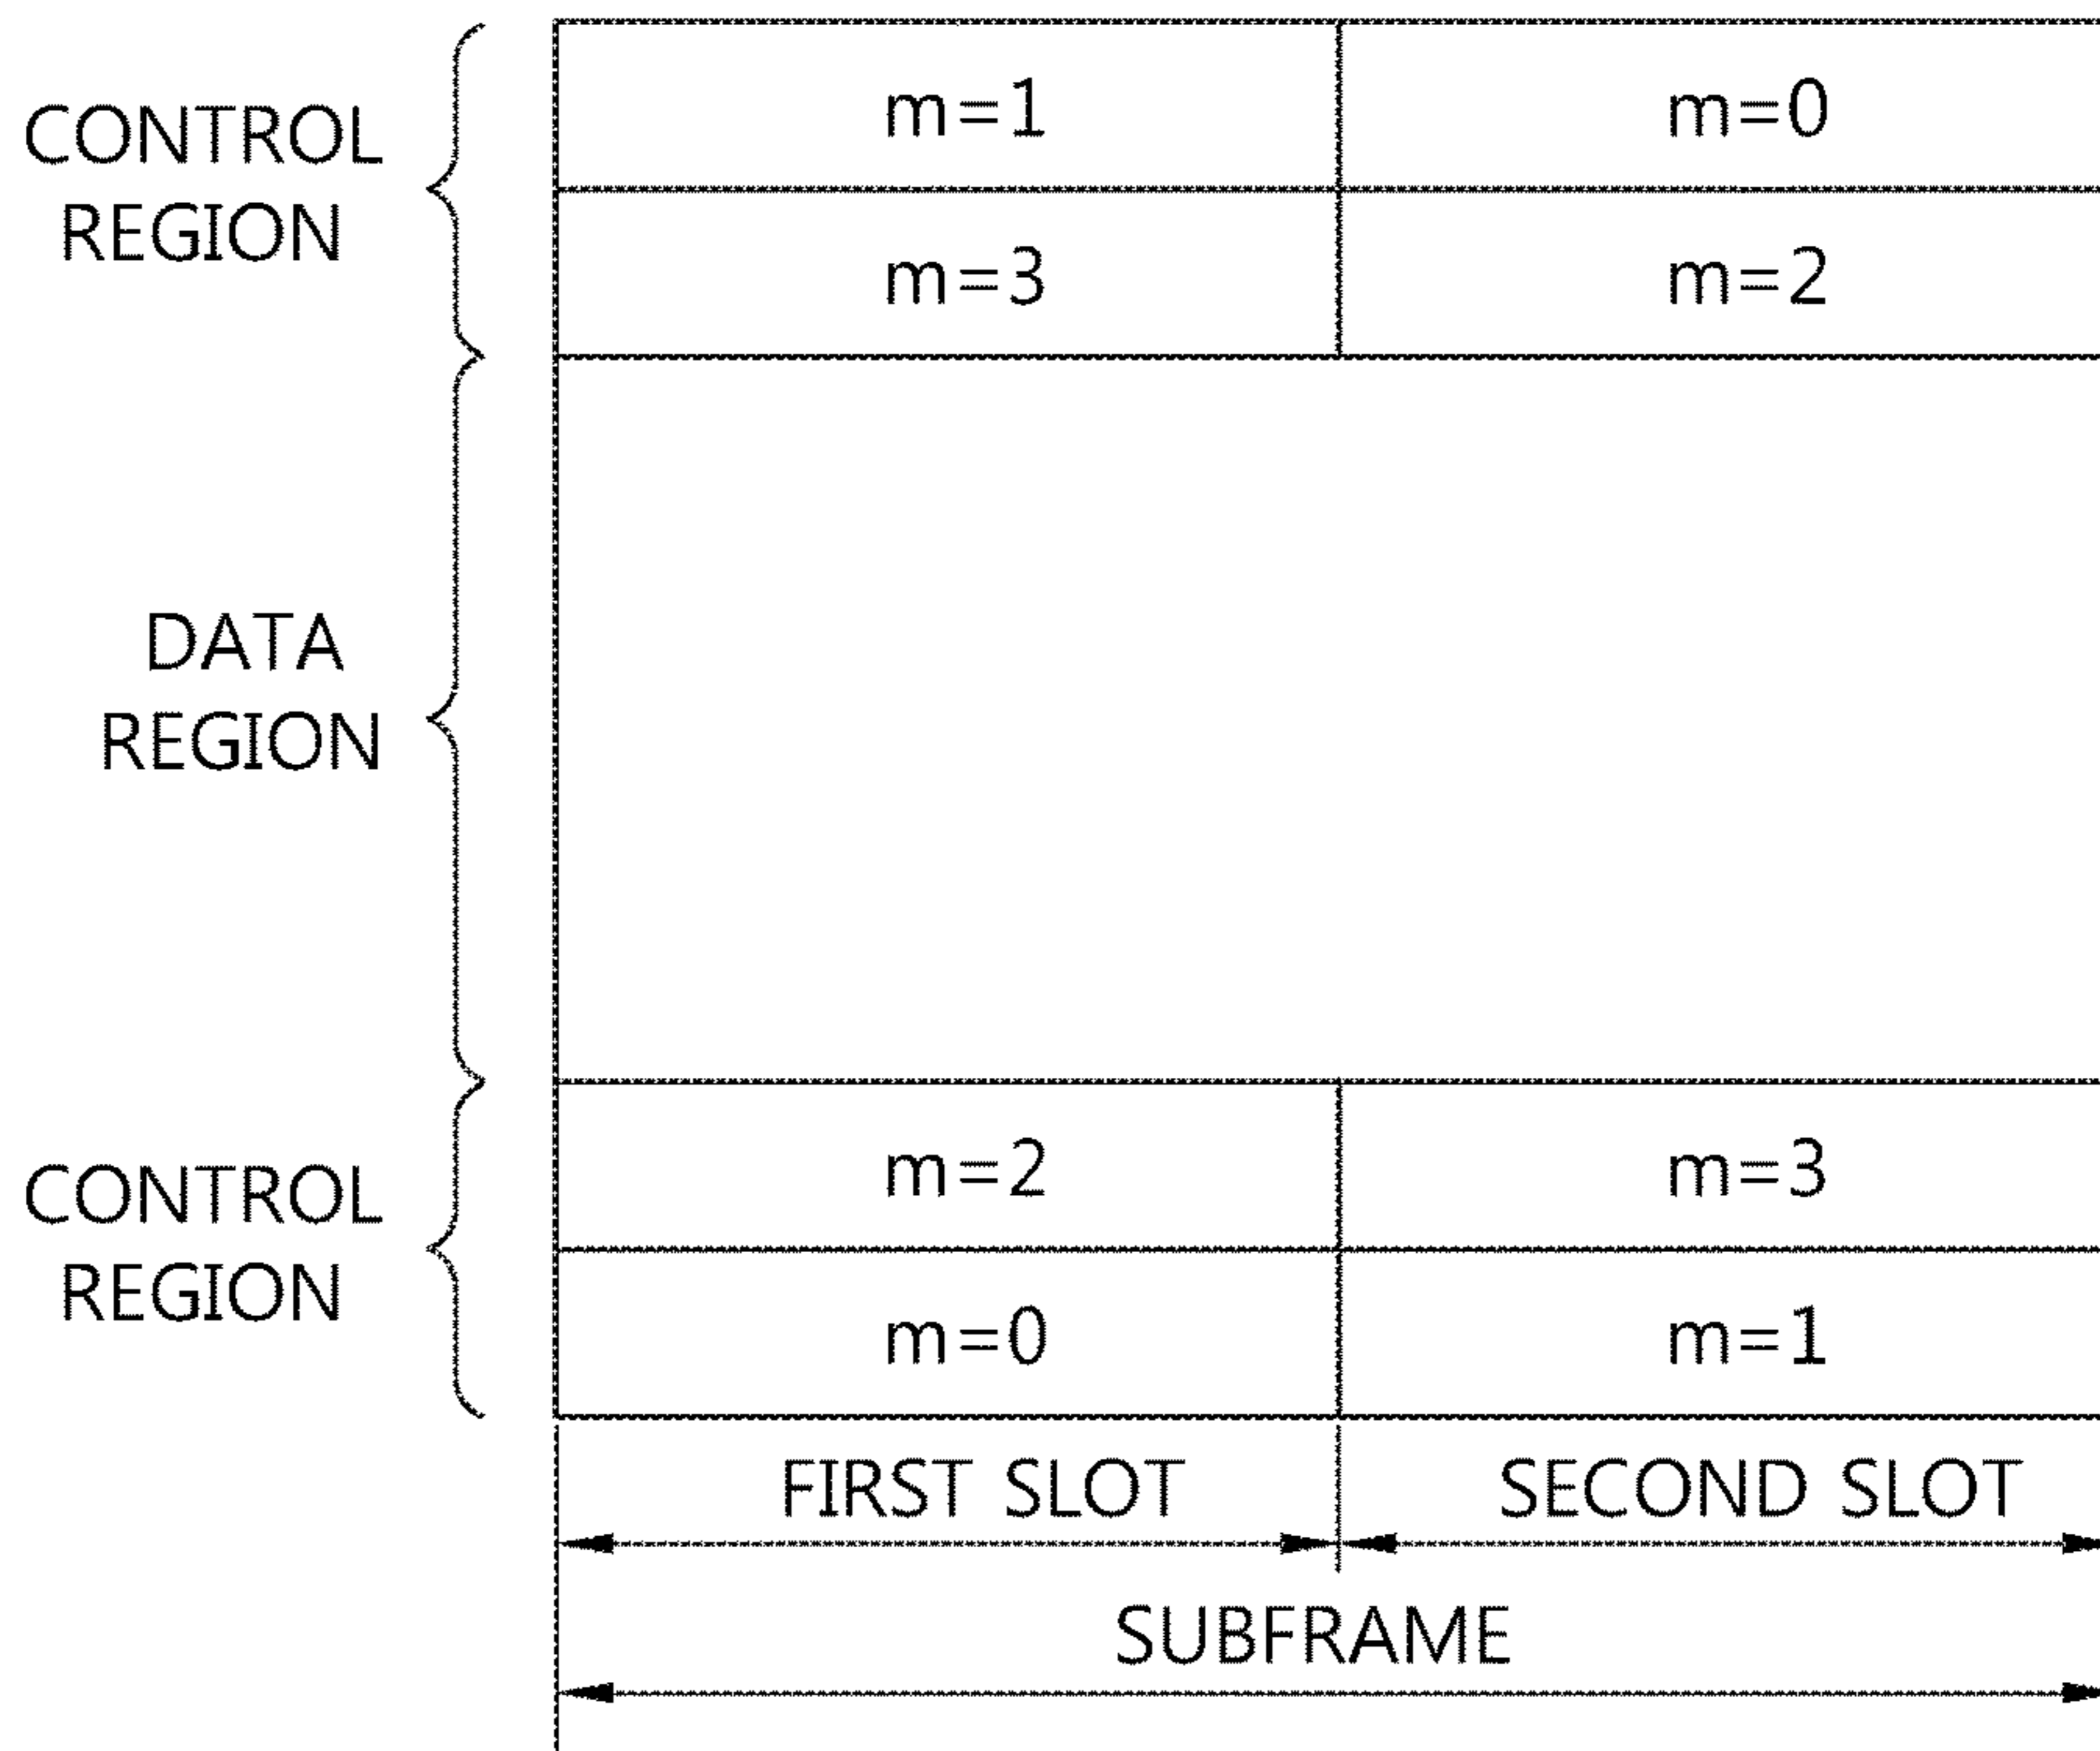 CONTROL
REGION
m=1 m=0
m=3 m=2
DATA
REGION
CONTROL
REGION
m=2 m=3
m=0 m=1
FIRST SLOT SECOND SLOT
SUBFRAME